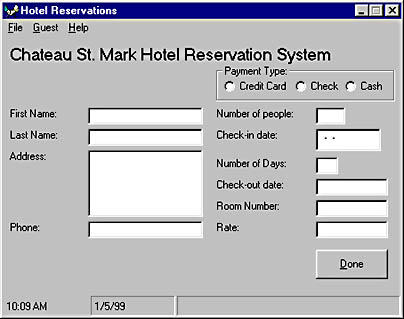 Hotel Reservations
File Guest Help
Chateau St. Mark Hotel Reservation System
Payment Type:
Credit Card Check Cash
First Name: Number of people:
Last Name: Check-in date: - -
Address:
Number of Days:
Check-out date:
Room Number:
Phone: Rate:
Done
10:09 AM 1/5/99